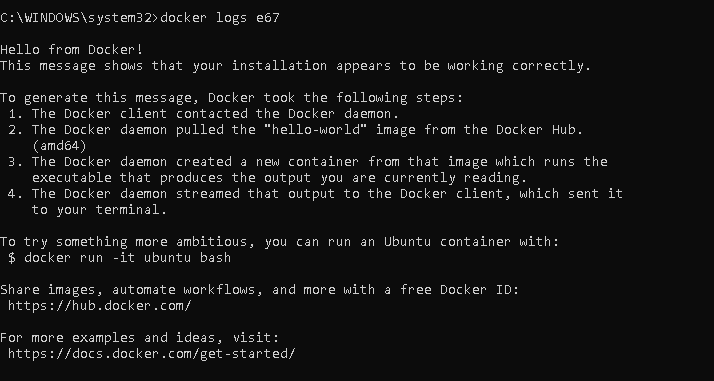 C:\WINDOWS\system32>docker logs e67

Hello from Docker!
This message shows that your installation appears to be working correctly.

To generate this message, Docker took the following steps:
 1. The Docker client contacted the Docker daemon.
 2. The Docker daemon pulled the "hello-world" image from the Docker Hub.
    (amd64)
 3. The Docker daemon created a new container from that image which runs the
    executable that produces the output you are currently reading.
 4. The Docker daemon streamed that output to the Docker client, which sent it
    to your terminal.

To try something more ambitious, you can run an Ubuntu container with:
 $ docker run -it ubuntu bash

Share images, automate workflows, and more with a free Docker ID:
 https://hub.docker.com/

For more examples and ideas, visit:
 https://docs.docker.com/get-started/